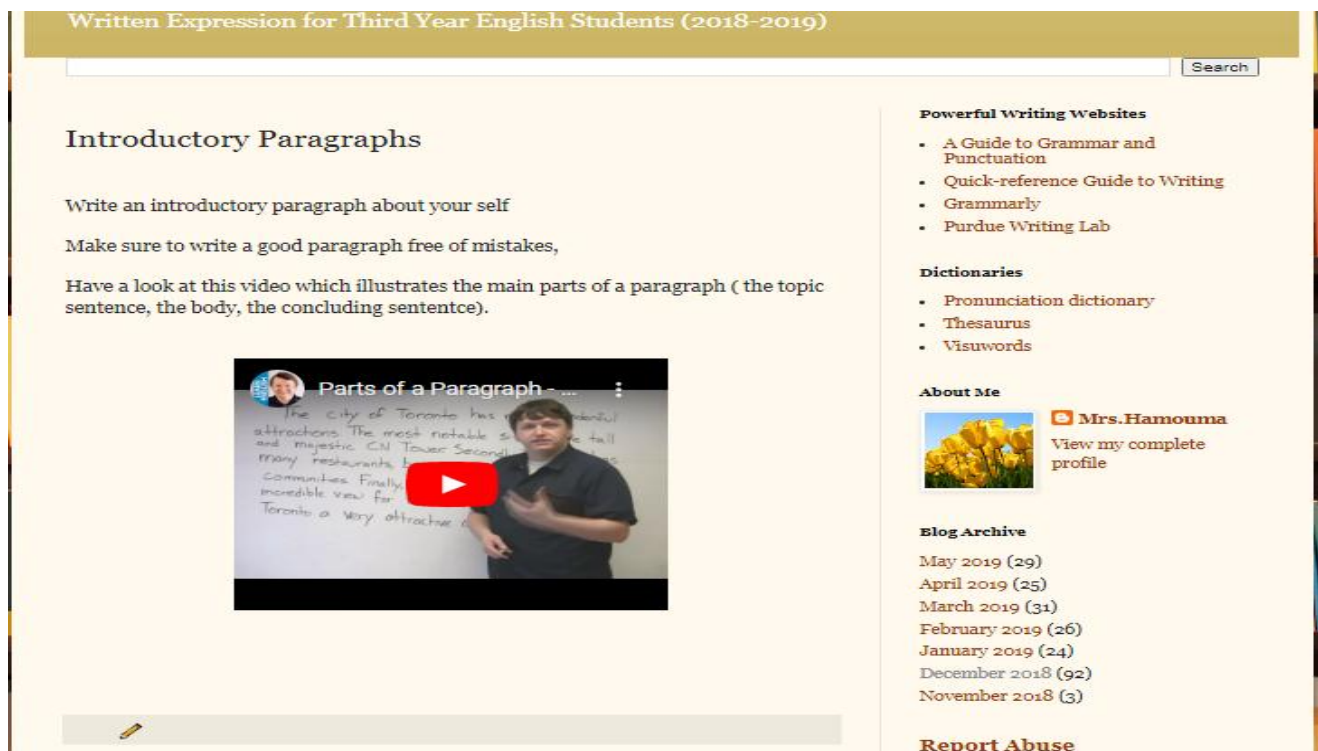 Written Expression for Third Year English Students (2018-2019)
Search
Introductory Paragraphs
Write an introductory paragraph about your self
Make sure to write a good paragraph free of mistakes,
Have a look at this video which illustrates the main parts of a paragraph ( the topic
sentence, the body, the concluding sententce).
Parts of a Paragraph - ...
The city of Toronto has
attractions. The most notable s tall
and majestic CN Tower Second
many restaurants, b
communities Finally,
incredible view for
Toronto a very attractive
Powerful Writing Websites
A Guide to Grammar and
Punctuation
Quick-reference Guide to Writing
Grammarly
Purdue Writing Lab
Dictionaries
Pronunciation dictionary
Thesaurus
Visuwords
About Me
Mrs.Hamouma
View my complete
profile
Blog Archive
May 2019 (29)
April 2019 (25)
March 2019 (31)
February 2019 (26)
January 2019 (24)
December 2018 (92)
November 2018 (3)
Report Abuse